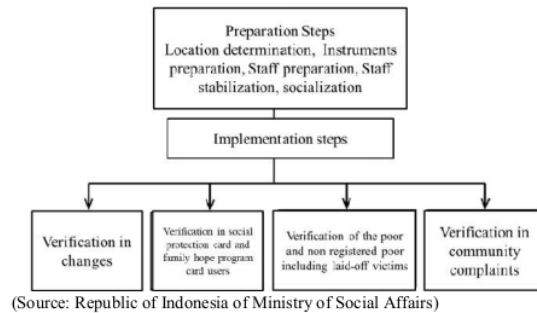 Preparation Steps
Location determination, Instruments
preparation, Staff preparation, Staff
stabilization, socialization
Implementation steps
Verification in
changes
Verification in social
protection card and
family hope program
card users
Verification of the poor
and non registered poor
including laid-off victims
Verification in
community
complaints
(Source: Republic of Indonesia of Ministry of Social Affairs)